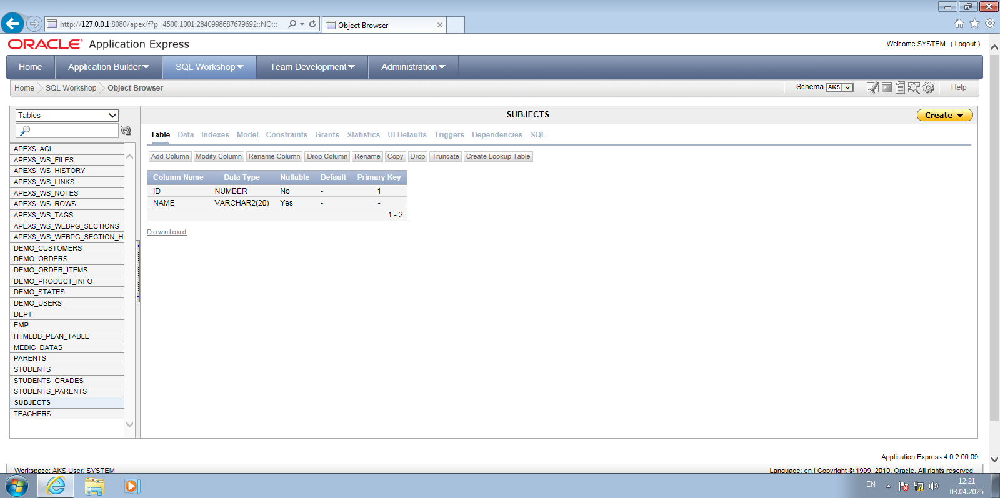 http://127.0.0.1:8080/apex/f?p=4500:1001:2840998687679692::NO:::
Object Browser
ORACLE Application Express
Welcome SYSTEM ( Logout )
Home Application Builder SQL Workshop Team Development Administration
Home SQL Workshop Object Browser Schema AKS Help
Tables
SUBJECTS
Create
Table Data Indexes Model Constraints Grants Statistics UI Defaults Triggers Dependencies SQL
Add Column Modify Column Rename Column Drop Column Rename Copy Drop Truncate Create Lookup Table
Column Name Data Type Nullable Default Primary Key
ID NUMBER No - 1
NAME VARCHAR2(20) Yes - -
1 - 2
Download
APEX$_ACL
APEX$_WS_FILES
APEX$_WS_HISTORY
APEX$_WS_LINKS
APEX$_WS_NOTES
APEX$_WS_ROWS
APEX$_WS_TAGS
APEX$_WS_WEBPG_SECTIONS
APEX$_WS_WEBPG_SECTION_HI
DEMO_CUSTOMERS
DEMO_ORDERS
DEMO_ORDER_ITEMS
DEMO_PRODUCT_INFO
DEMO_STATES
DEMO_USERS
DEPT
EMP
HTMLDB_PLAN_TABLE
MEDIC_DATAS
PARENTS
STUDENTS
STUDENTS_GRADES
STUDENTS_PARENTS
SUBJECTS
TEACHERS
Application Express 4.0.2.00.09
Workspace: AKS User: SYSTEM
Language: en | Copyright © 1999, 2010, Oracle. All rights reserved.
EN
12:21
03.04.2025